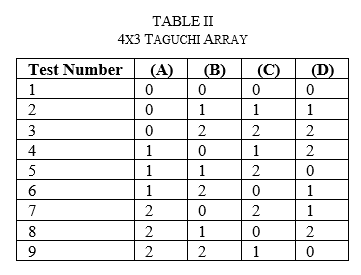 TABLE II
4X3 TAGUCHI ARRAY
Test Number (A) (B) (C) (D)
1 0 0 0 0
2 0 1 1 1
3 0 2 2 2
4 1 0 1 2
5 1 1 2 0
6 1 2 0 1
7 2 0 2 1
8 2 1 0 2
9 2 2 1 0